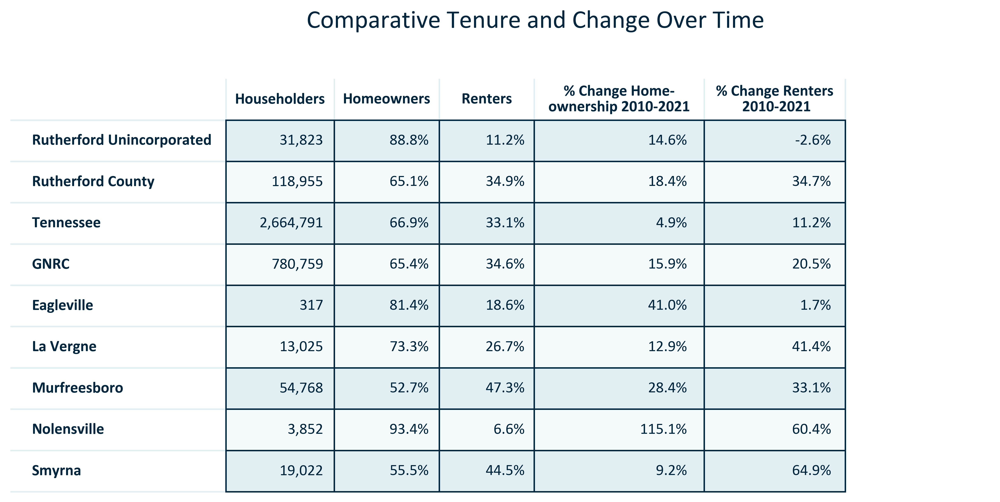 Comparative Tenure and Change Over Time
Householders Homeowners Renters % Change Home-
ownership 2010-2021 % Change Renters
2010-2021
Rutherford Unincorporated 31,823 88.8% 11.2% 14.6% -2.6%
Rutherford County 118,955 65.1% 34.9% 18.4% 34.7%
Tennessee 2,664,791 66.9% 33.1% 4.9% 11.2%
GNRC 780,759 65.4% 34.6% 15.9% 20.5%
Eagleville 317 81.4% 18.6% 41.0% 1.7%
La Vergne 13,025 73.3% 26.7% 12.9% 41.4%
Murfreesboro 54,768 52.7% 47.3% 28.4% 33.1%
Nolensville 3,852 93.4% 6.6% 115.1% 60.4%
Smyrna 19,022 55.5% 44.5% 9.2% 64.9%